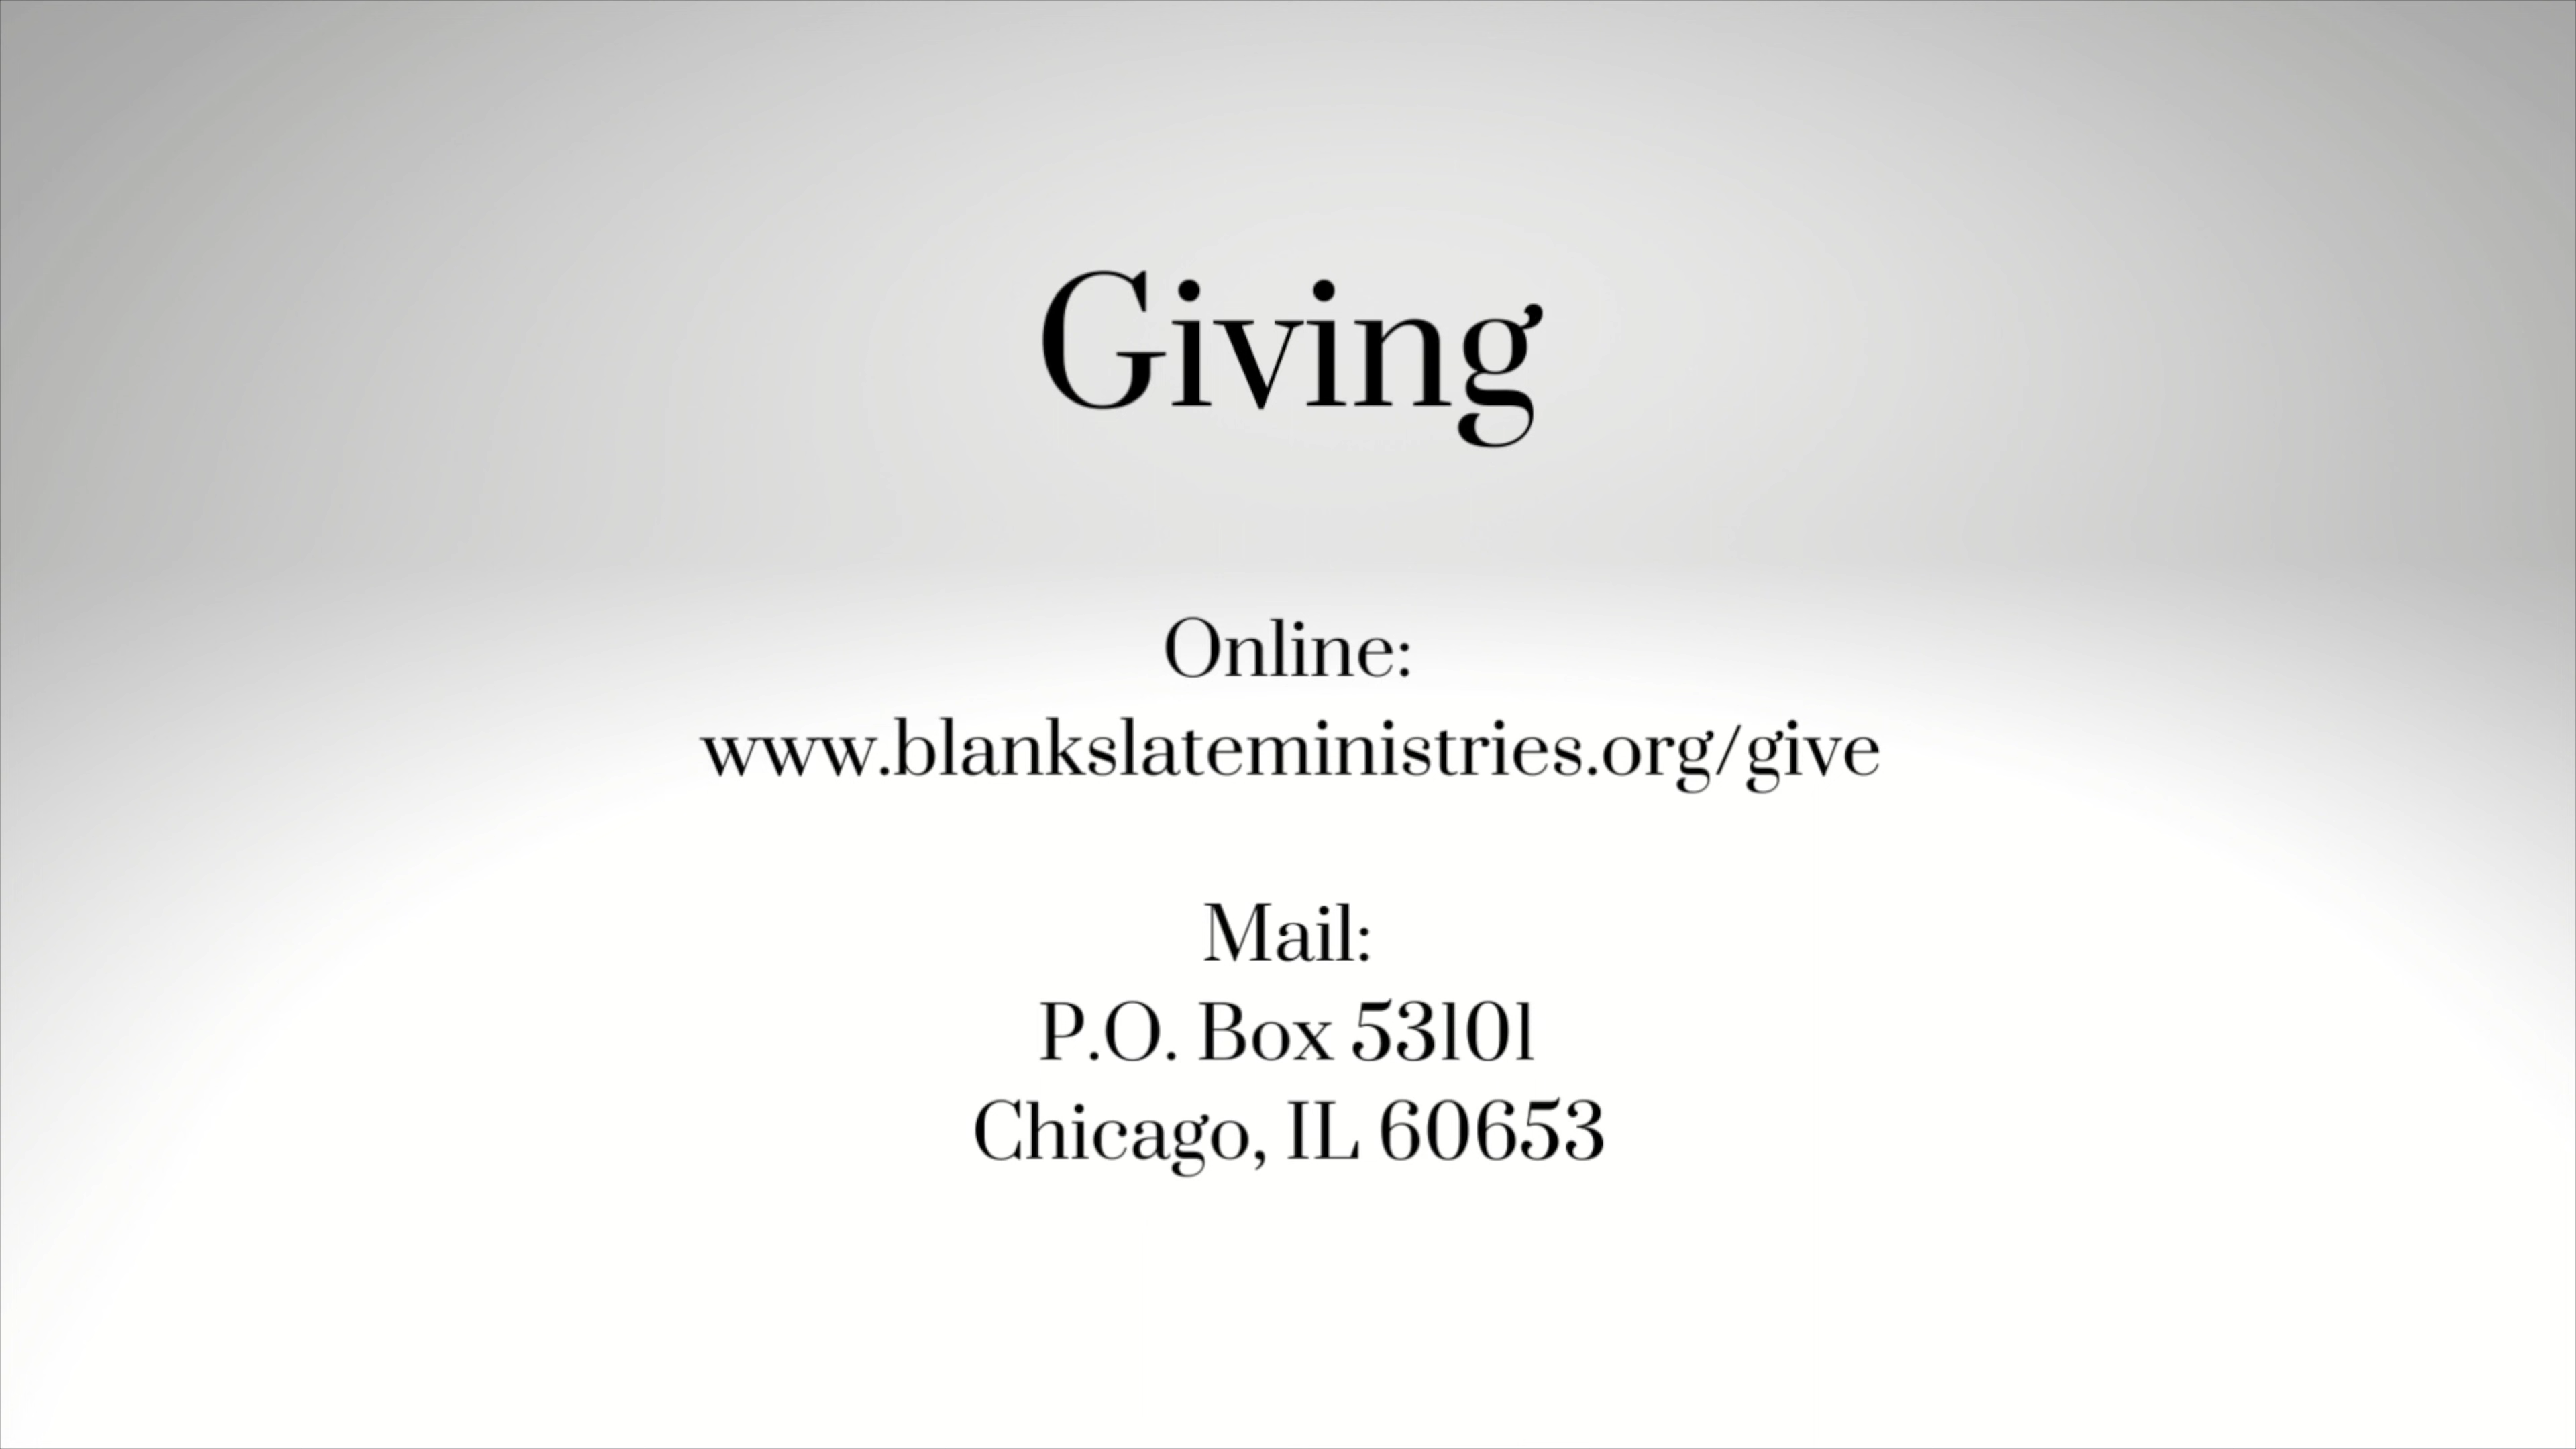 Giving
Online:
www.blankslateministries.org/give
Mail:
P.O. Box 53101
Chicago, IL 60653